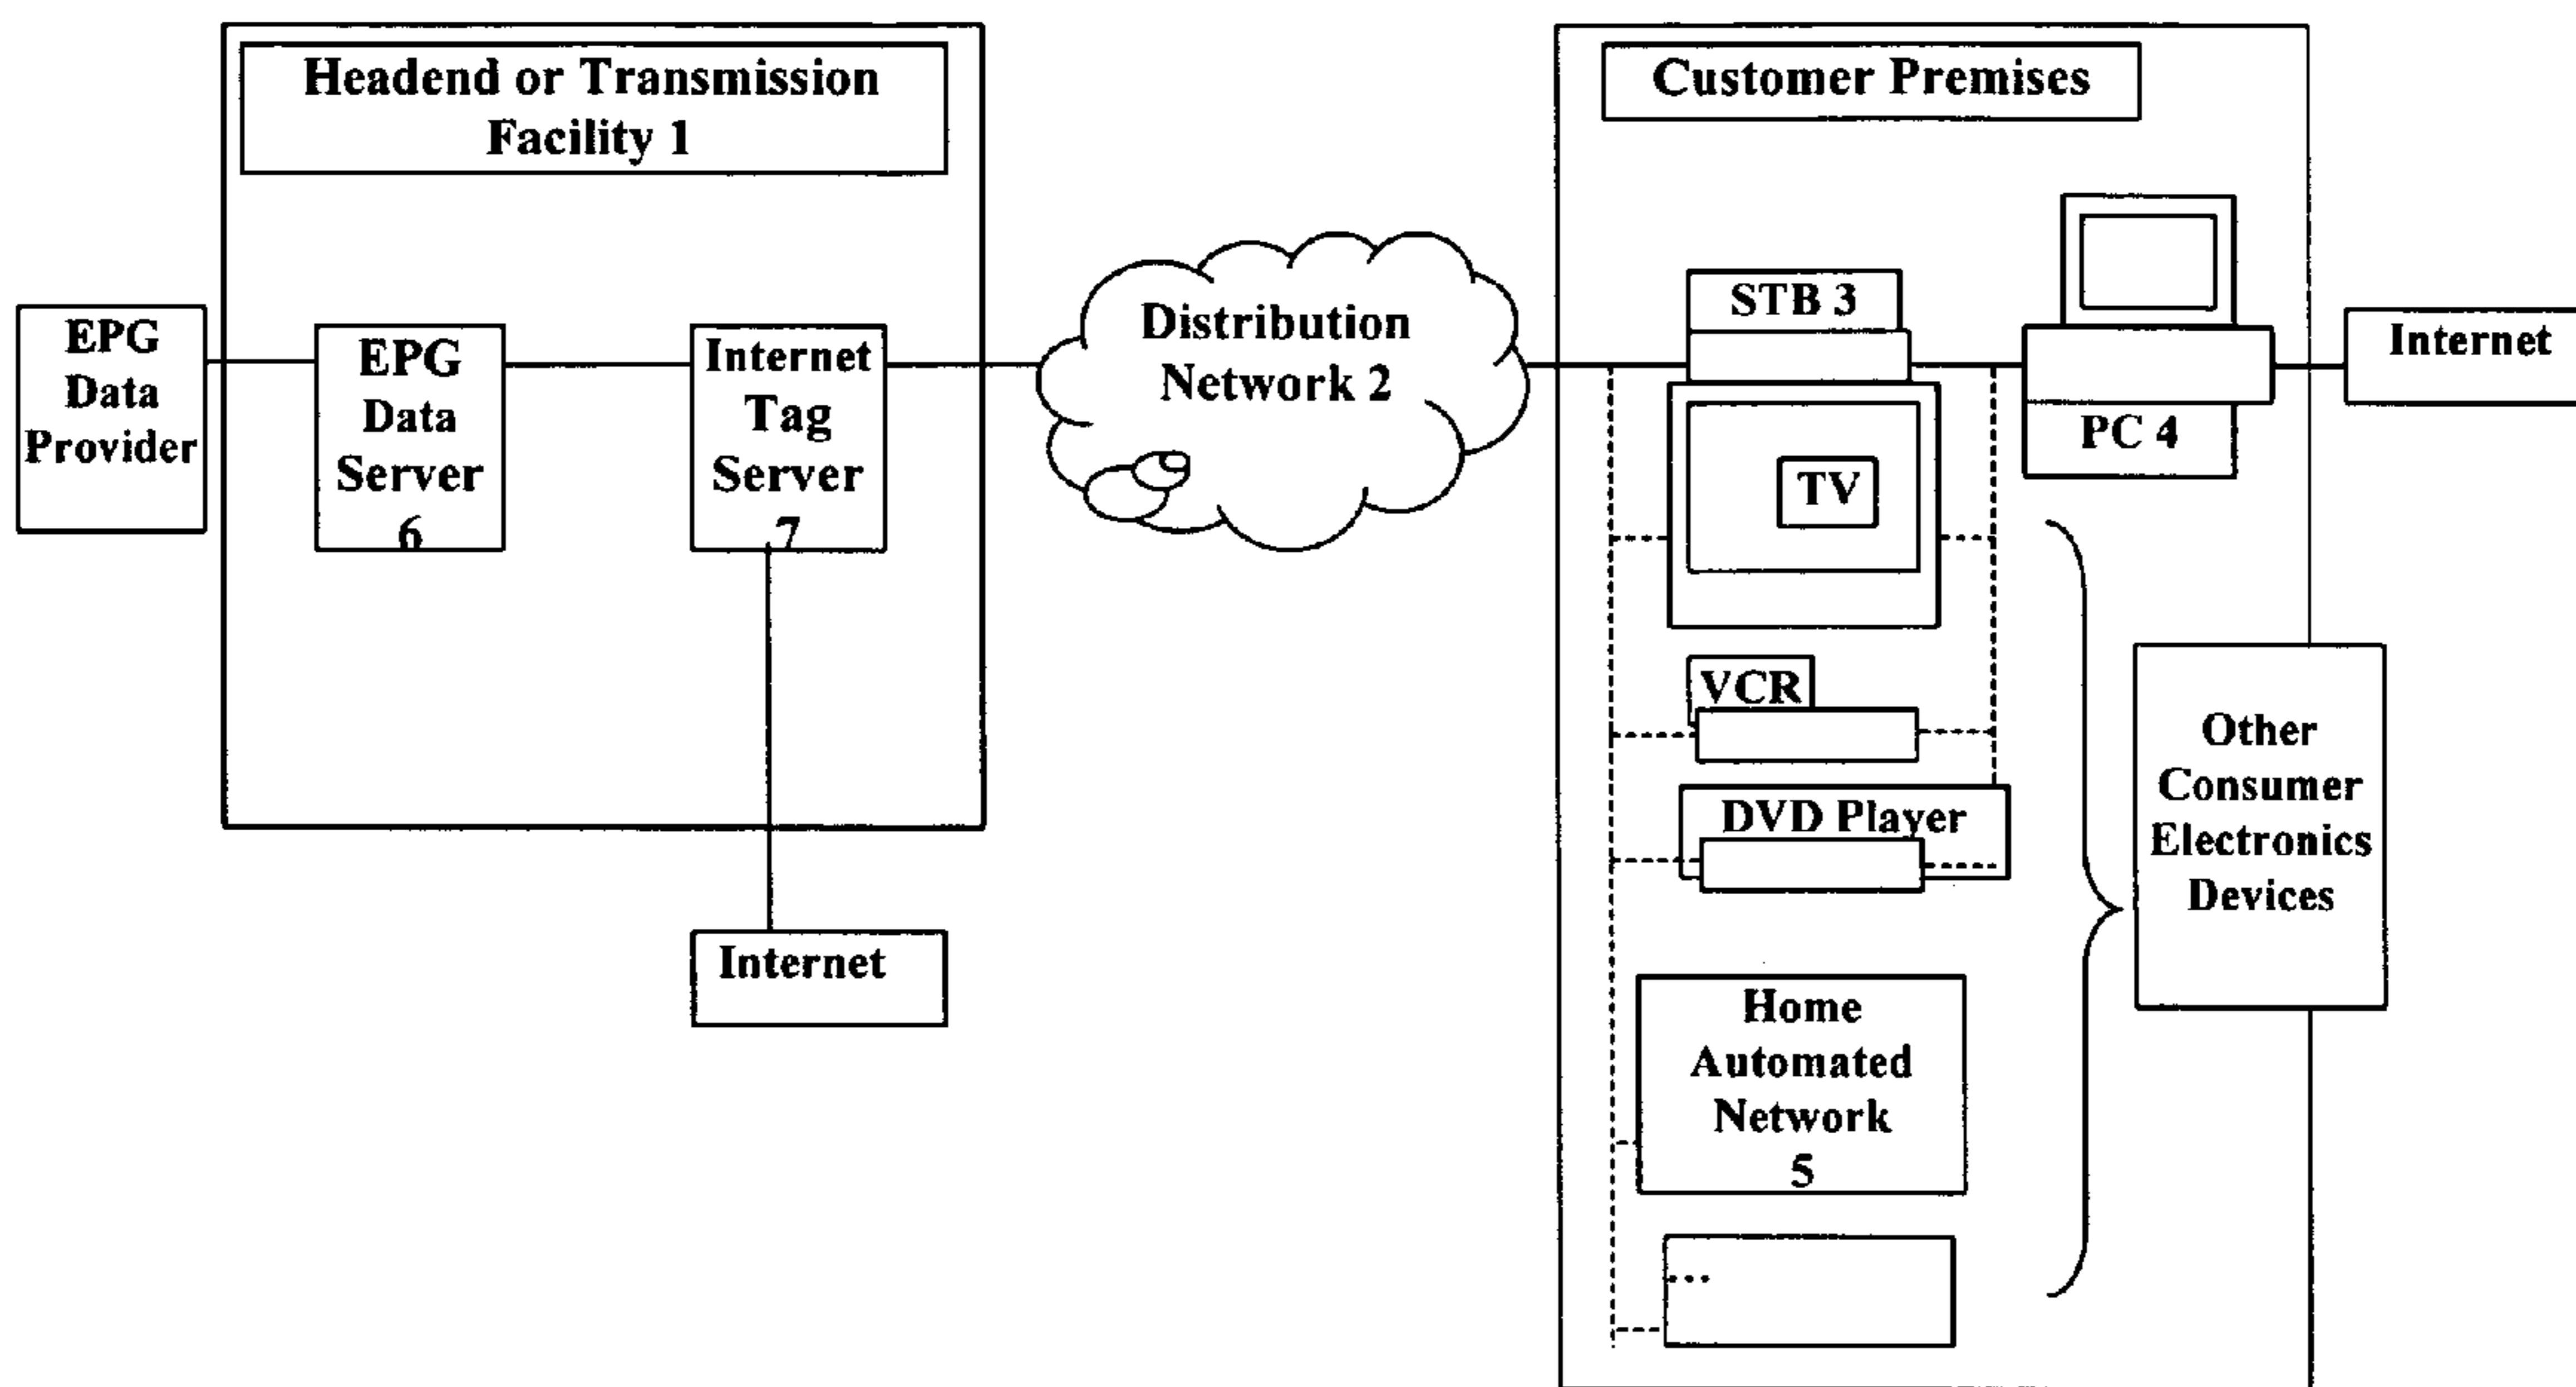 Headend or Transmission
Facility 1
EPG
Data
Provider
EPG
Data
Server
6
Internet
Tag
Server
7
Internet
Distribution
Network 2
Customer Premises
STB 3
TV
PC 4
Internet
VCR
DVD Player
Home
Automated
Network
5
...
Other
Consumer
Electronics
Devices